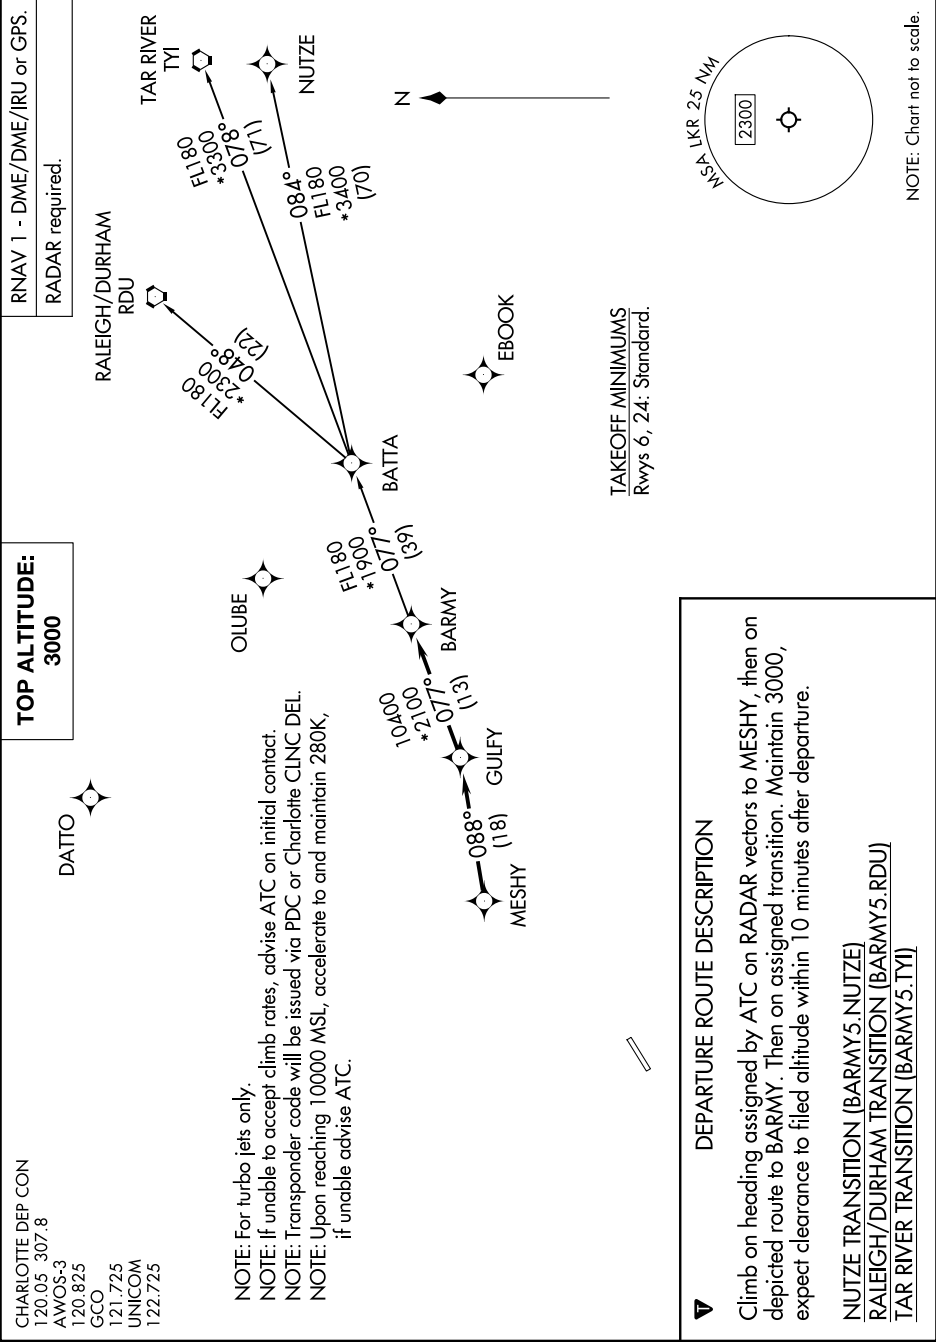 CHARLOTTE DEP CON
120.05 307.8
AWOS-3
120.825
GCO
121.725
UNICOM
122.725
TOP ALTITUDE:
3000
RNAV 1 - DME/DME/IRU or GPS.
RADAR required.
DATTO
RALEIGH/DURHAM
RDU
TAR RIVER
TYI
FL180
*2300
048°
(22)
FL180
*3300
078°
(71)
NUTZE
OLUBE
084°
FL180
*3400
(70)
NOTE: For turbo jets only.
NOTE: If unable to accept climb rates, advise ATC on initial contact.
NOTE: Transponder code will be issued via PDC or Charlotte CLNC DEL.
NOTE: Upon reaching 10000 MSL, accelerate to and maintain 280K,
if unable advise ATC.
FL180
*1900
077°
(39)
BATTA
N
10400
*2100
077°
(13)
BARMY
088°
(18)
GULFY
MESHY
EBOOK
TAKEOFF MINIMUMS
Rwys 6, 24: Standard.
MSA LKR 25 NM
2300
NOTE: Chart not to scale.
T
DEPARTURE ROUTE DESCRIPTION
Climb on heading assigned by ATC on RADAR vectors to MESHY, then on
depicted route to BARMY. Then on assigned transition. Maintain 3000,
expect clearance to filed altitude within 10 minutes after departure.
NUTZE TRANSITION (BARMY5.NUTZE)
RALEIGH/DURHAM TRANSITION (BARMY5.RDU)
TAR RIVER TRANSITION (BARMY5.TYI)